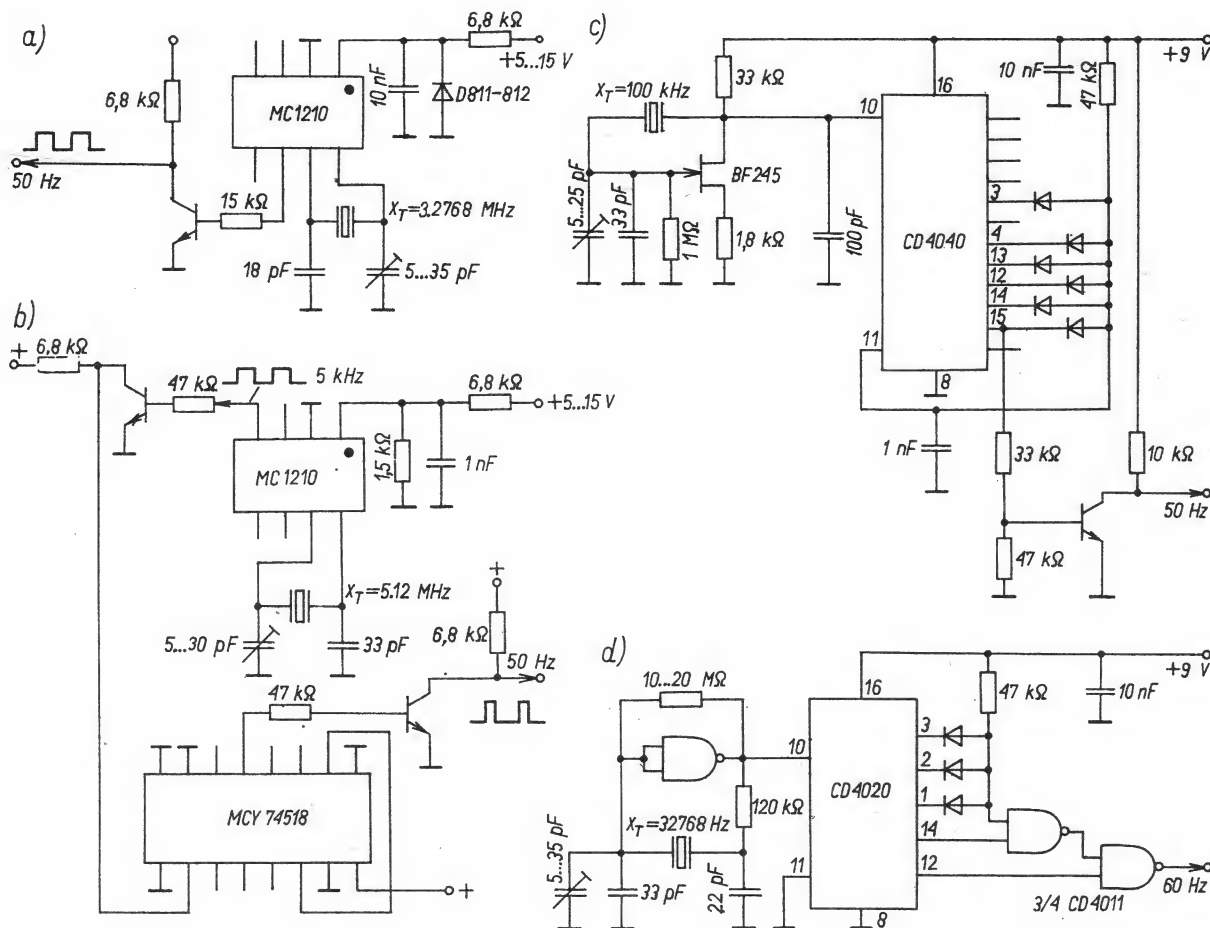 a)
6,8 kΩ
+5...15 V
6,8 kΩ
MC1210
10 nF
D811-812
50 Hz
15 kΩ
XT=3.2768 MHz
18 pF
5...35 pF
b)
+
6,8 kΩ
47 kΩ
5 kHz
6,8 kΩ
+5...15 V
MC1210
1,5 kΩ
1 nF
XT=5.12 MHz
5...30 pF
33 pF
+
6,8 kΩ
50 Hz
47 kΩ
MCY 74518
+
c)
+9 V
33 kΩ
16
10 nF
47 kΩ
XT=100 kHz
10
BF245
5...25 pF
33 pF
1 MΩ
1,8 kΩ
100 pF
CD4040
3
4
13
12
14
15
11
8
1 nF
33 kΩ
10 kΩ
50 Hz
47 kΩ
d)
+9 V
10...20 MΩ
16
47 kΩ
10 nF
10
3
2
1
CD4020
120 kΩ
XT=32768 Hz
14
12
5...35 pF
33 pF
22 pF
11
8
60 Hz
3/4 CD4011